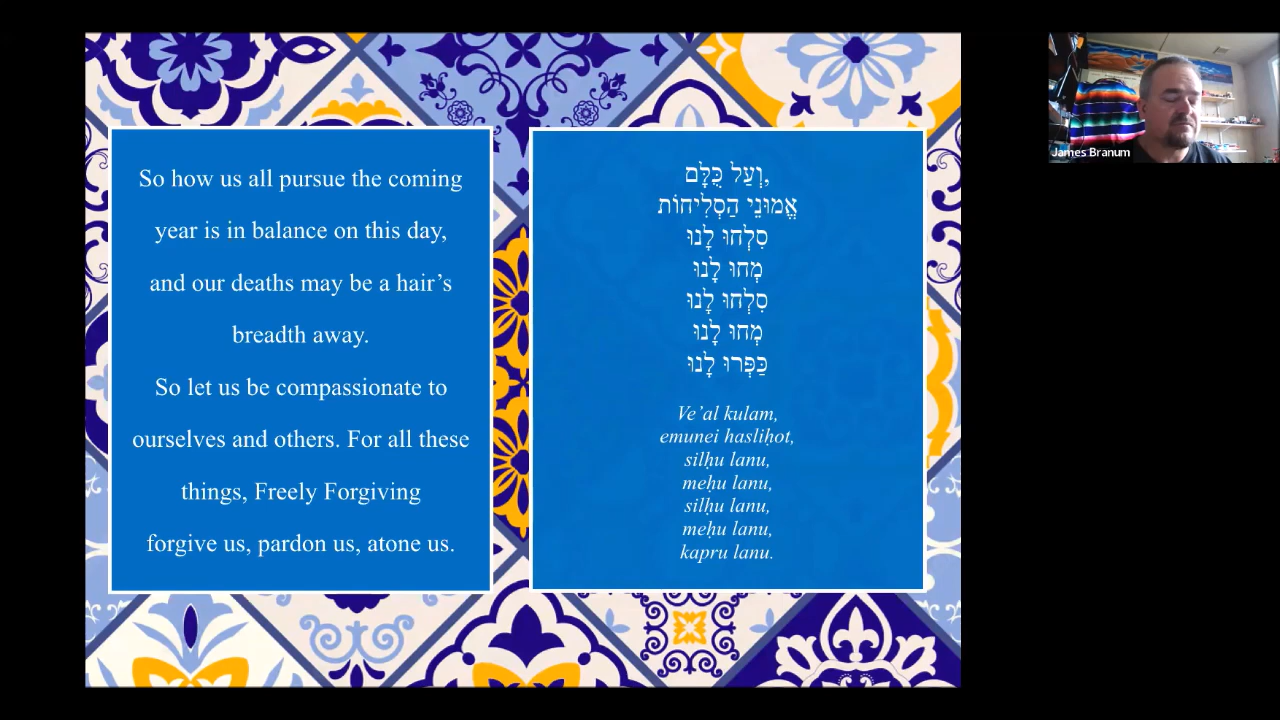 So how us all pursue the coming
year is in balance on this day,
and our deaths may be a hair’s
breadth away.
So let us be compassionate to
ourselves and others. For all these
things, Freely Forgiving
forgive us, pardon us, atone us.
וְעַל כֻּלָּם,
אֱמוּנֵי הַסְלִיחוֹת
סִלְחוּ לָנוּ
מְחוּ לָנוּ
סִלְחוּ לָנוּ
מְחוּ לָנוּ
כַּפְּרוּ לָנוּ
Ve’al kulam,
emunei hasliḥot,
silḥu lanu,
meḥu lanu,
silḥu lanu,
meḥu lanu,
kapru lanu.
James Branum